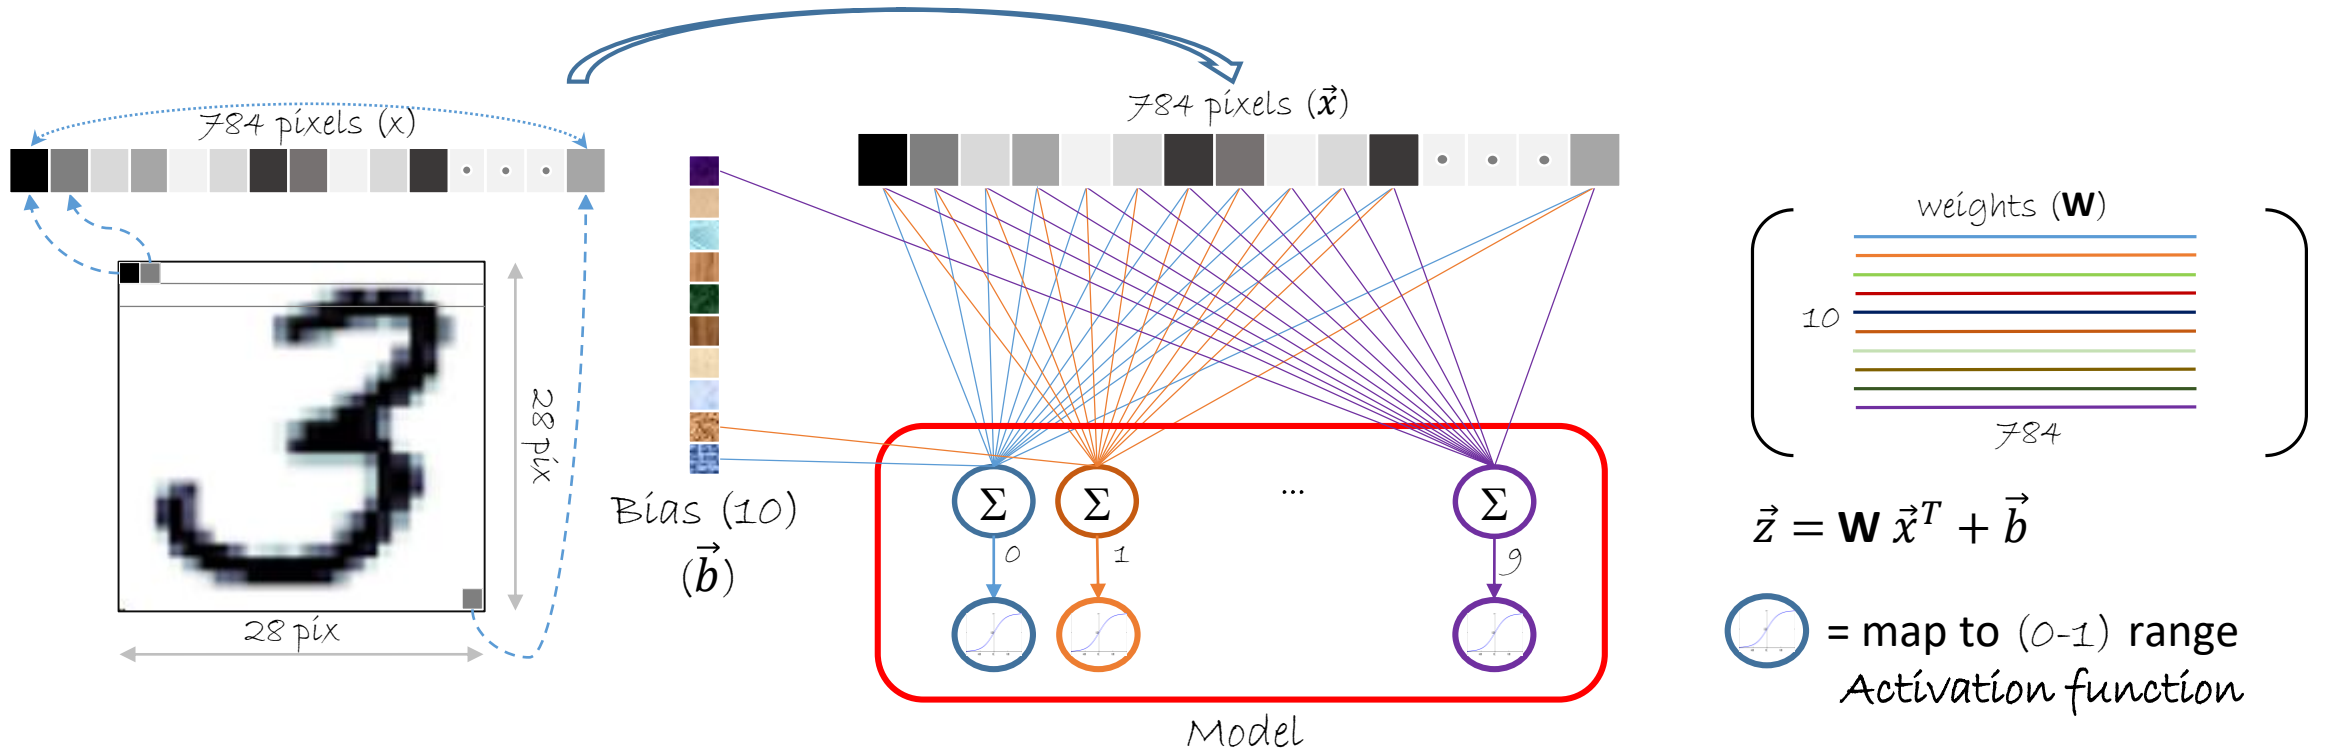 784 pixels (x)
28 pix
28 pix
Bias (10)
(b⃗)
784 pixels (x⃗)
Σ
Σ
...
Σ
0
1
9
Model
weights (W)
10
784
z⃗ = W x⃗ᵀ + b⃗
= map to (0-1) range
Activation function